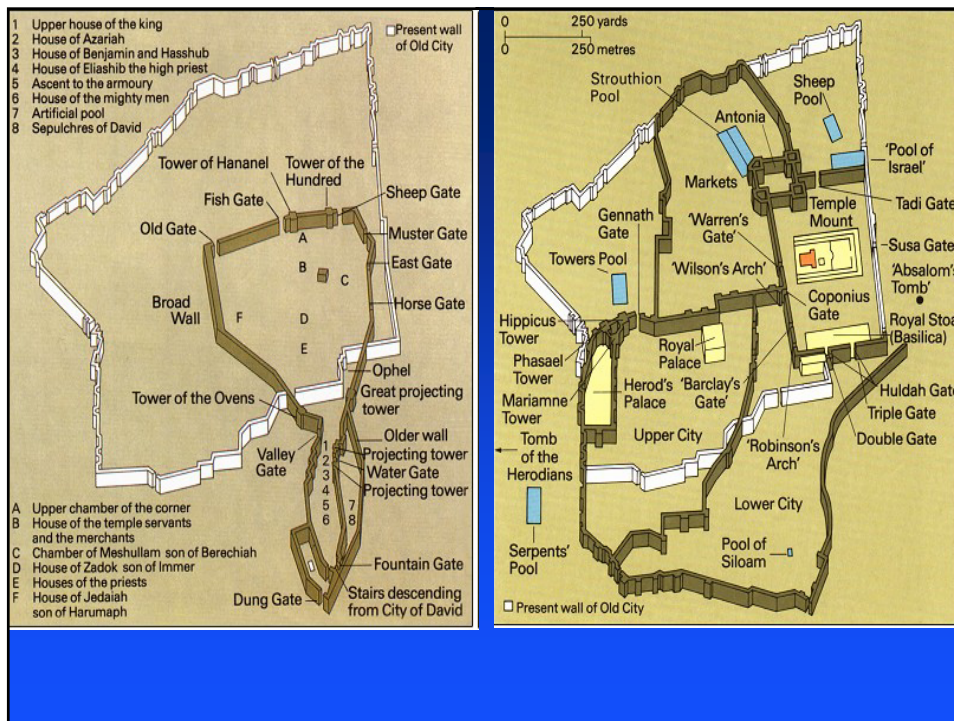 1 Upper house of the king
2 House of Azariah
3 House of Benjamin and Hasshub
4 House of Eliashib the high priest
5 Ascent to the armoury
6 House of the mighty men
7 Artificial pool
8 Sepulchres of David
Present wall
of Old City
Tower of Hananel
Tower of the
Hundred
Fish Gate
Sheep Gate
Old Gate
Muster Gate
East Gate
Horse Gate
Broad
Wall
A
B
C
D
E
F
Ophel
Great projecting
tower
Tower of the Ovens
Valley
Gate
Older wall
Projecting tower
Water Gate
Projecting tower
1
2
3
4
5
6
7
8
Fountain Gate
Stairs descending
from City of David
Dung Gate
A Upper chamber of the corner
B House of the temple servants
and the merchants
C Chamber of Meshullam son of Berechiah
D House of Zadok son of Immer
E Houses of the priests
F House of Jedaiah
son of Harumaph
0 250 yards
0 250 metres
Strouthion
Pool
Sheep
Pool
Antonia
'Pool of
Israel'
Markets
Temple
Mount
Tadi Gate
Gennath
Gate
'Warren's
Gate'
Susa Gate
Towers Pool
'Wilson's Arch'
'Absalom's
Tomb'
Coponius
Gate
Hippicus
Tower
Royal Stoa
(Basilica)
Phasael
Tower
Royal
Palace
Mariamne
Tower
Herod's
Palace
'Barclay's
Gate'
Huldah Gate
Triple Gate
Double Gate
Upper City
'Robinson's
Arch'
Tomb
of the
Herodians
Lower City
Serpents'
Pool
Pool of
Siloam
Present wall of Old City